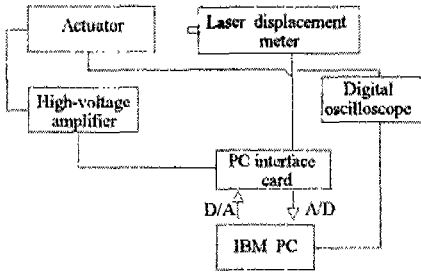 Actuator
Laser displacement
meter
High-voltage
amplifier
Digital
oscilloscope
PC interface
card
D/A
A/D
IBM PC